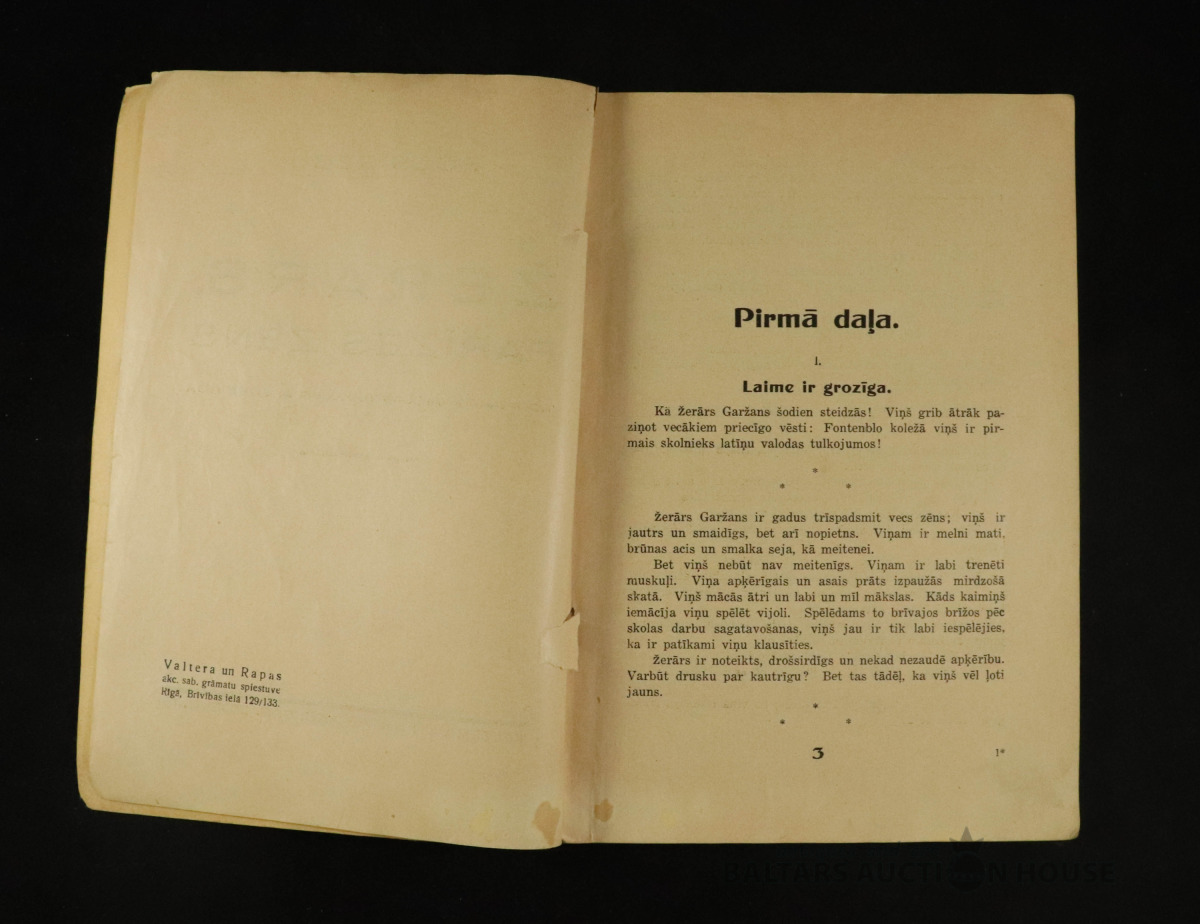 Valtera un Rapas
akc. sab. grāmatu spiestuve
Rīgā, Brīvības ielā 129/133.
Pirmā daļa.
I.
Laime ir grozīga.
Kā Žerārs Garžans šodien steidzās! Viņš grib ātrāk pa-
ziņot vecākiem priecīgo vēsti: Fontenblo koležā viņš ir pir-
mais skolnieks latīņu valodas tulkojumos!
*
* *
Žerārs Garžans ir gadus trīspadsmit vecs zēns; viņš ir
jautrs un smaidīgs, bet arī nopietns. Viņam ir melni mati,
brūnas acis un smalka seja, kā meitenei.
Bet viņš nebūt nav meitenīgs. Viņam ir labi trenēti
muskuļi. Viņa apķērīgais un asais prāts izpaužās mirdzošā
skatā. Viņš mācās ātri un labi un mīl mākslas. Kāds kaimiņš
iemācīja viņu spēlēt vijoli. Spēlēdams to brīvajos brīžos pēc
skolas darbu sagatavošanas, viņš jau ir tik labi iespēlējies,
ka ir patīkami viņu klausīties.
Žerārs ir noteikts, drošsirdīgs un nekad nezaudē apķērību.
Varbūt drusku par kautrīgu? Bet tas tādēļ, ka viņš vēl ļoti
jauns.
*
* *
3
1*
BALTARS AUCTION HOUSE